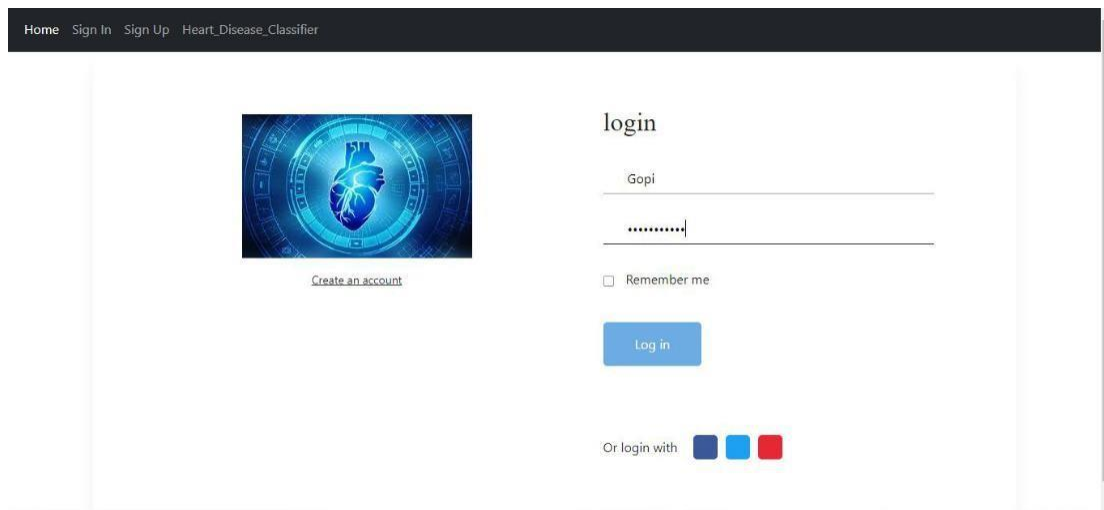 Home Sign In Sign Up Heart_Disease_Classifier
login
Gopi
•••••••••••
Create an account
Remember me
Log in
Or login with